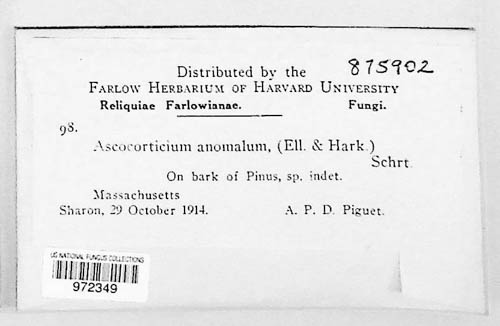 Distributed by the 875902
FARLOW HERBARIUM OF HARVARD UNIVERSITY
Reliquiae Farlowianae. Fungi.
98.
Ascocorticium anomalum, (Ell. & Hark.)
Schrt.
On bark of Pinus, sp. indet.
Massachusetts
Sharon, 29 October 1914. A. P. D. Piguet.
US NATIONAL FUNGUS COLLECTIONS
972349